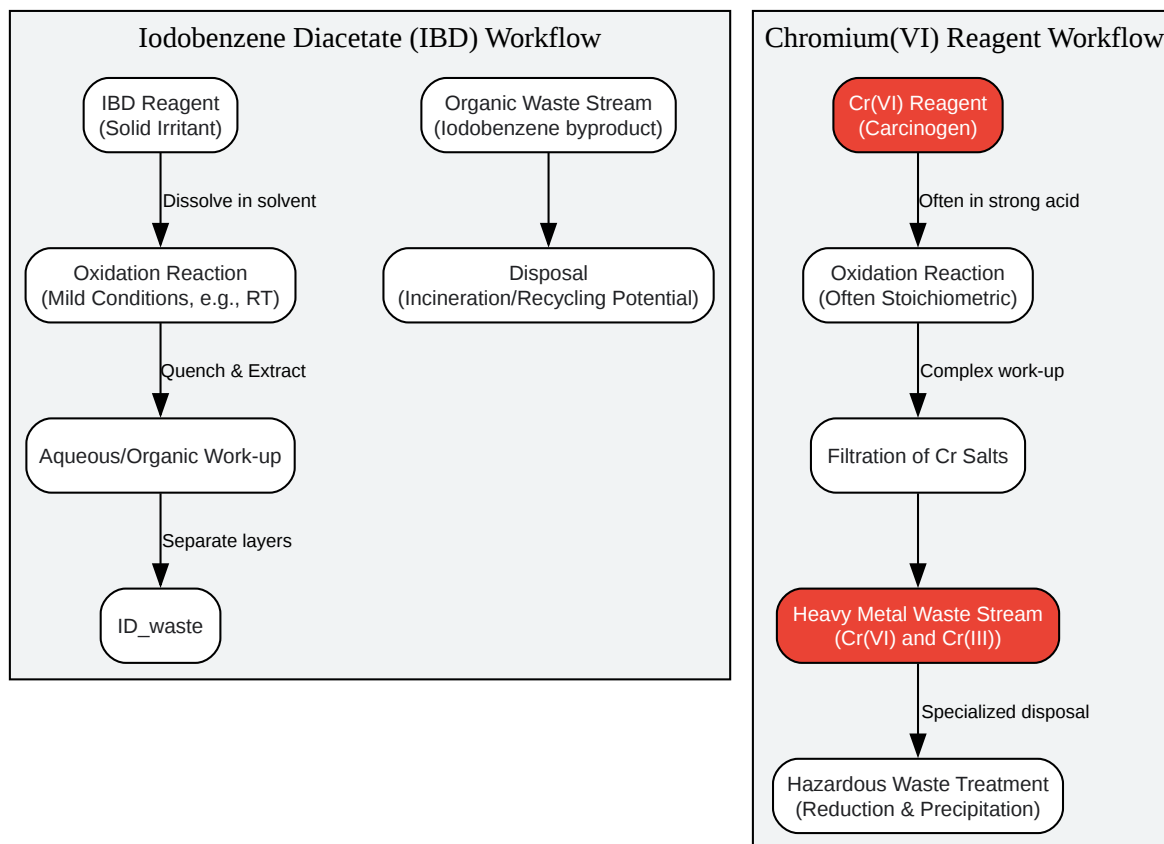 Iodobenzene Diacetate (IBD) Workflow
IBD Reagent
(Solid Irritant)
Dissolve in solvent
Oxidation Reaction
(Mild Conditions, e.g., RT)
Quench & Extract
Aqueous/Organic Work-up
Separate layers
ID_waste
Organic Waste Stream
(Iodobenzene byproduct)
Disposal
(Incineration/Recycling Potential)
Chromium(VI) Reagent Workflow
Cr(VI) Reagent
(Carcinogen)
Often in strong acid
Oxidation Reaction
(Often Stoichiometric)
Complex work-up
Filtration of Cr Salts
Heavy Metal Waste Stream
(Cr(VI) and Cr(III))
Specialized disposal
Hazardous Waste Treatment
(Reduction & Precipitation)